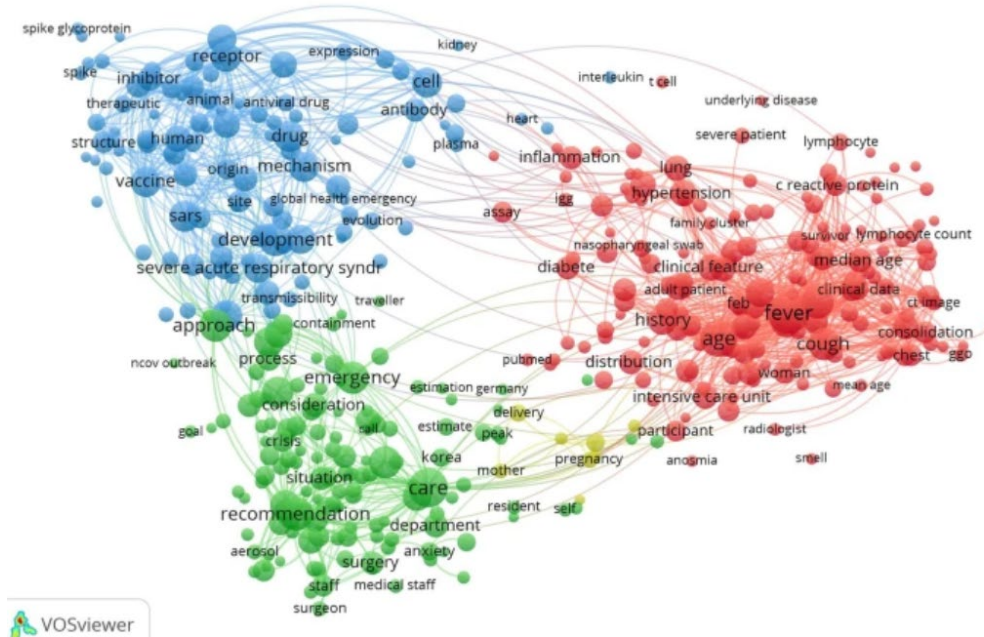 spike glycoprotein
receptor
expression
kidney
spike
inhibitor
cell
interleukin
t cell
therapeutic
animal
antiviral drug
antibody
underlying disease
structure
human
drug
heart
severe patient
lymphocyte
plasma
origin
mechanism
inflammation
lung
vaccine
site
global health emergency
igg
hypertension
c reactive protein
sars
evolution
assay
family cluster
development
nasopharyngeal swab
survivor
lymphocyte count
severe acute respiratory syndr
diabete
clinical feature
median age
transmissibility
traveller
adult patient
feb
clinical data
ct image
approach
containment
history
fever
age
cough
consolidation
ncov outbreak
process
pubmed
distribution
chest
ggo
emergency
woman
mean age
estimation
germany
intensive care unit
consideration
delivery
goal
crisis
call
estimate
peak
participant
radiologist
korea
mother
pregnancy
anosmia
smell
situation
care
recommendation
resident
self
department
aerosol
surgery
anxiety
staff
medical staff
surgeon
VOSviewer